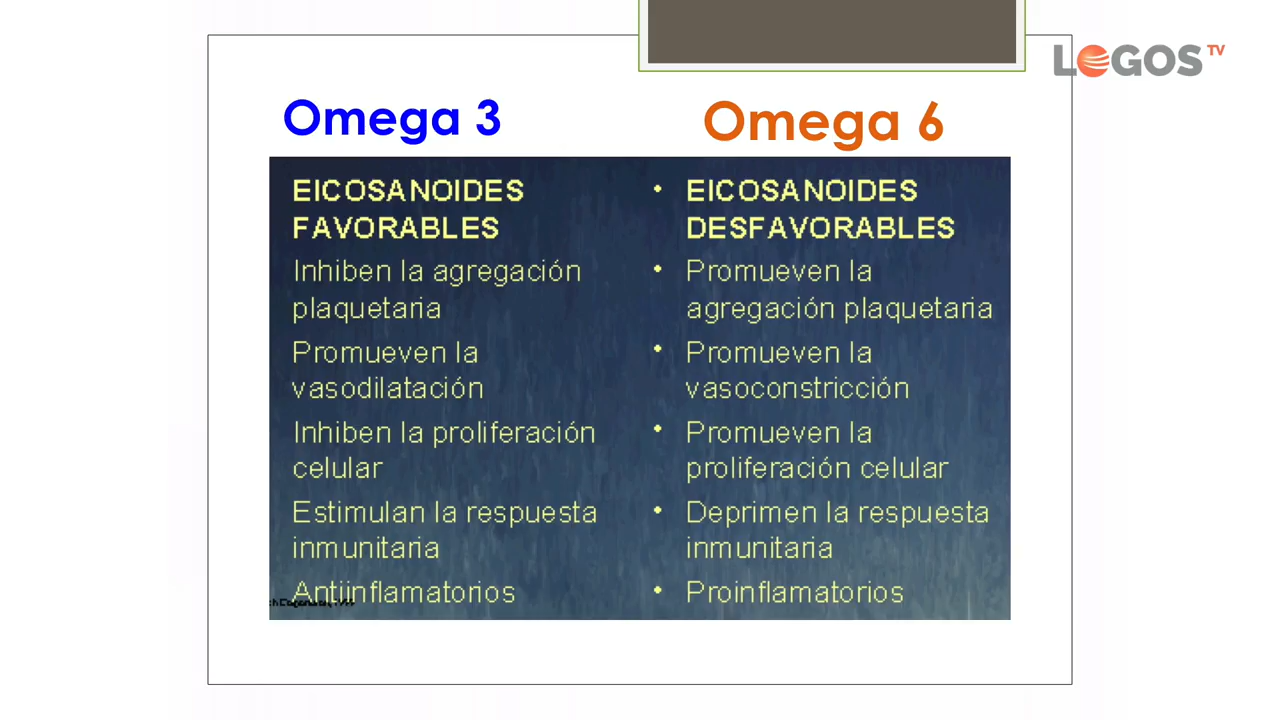 LOGOS TV
Omega 3
EICOSANOIDES
FAVORABLES
Inhiben la agregación
plaquetaria
Promueven la
vasodilatación
Inhiben la proliferación
celular
Estimulan la respuesta
inmunitaria
Antiinflamatorios
Omega 6
• EICOSANOIDES
DESFAVORABLES
• Promueven la
agregación plaquetaria
• Promueven la
vasoconstricción
• Promueven la
proliferación celular
• Deprimen la respuesta
inmunitaria
• Proinflamatorios